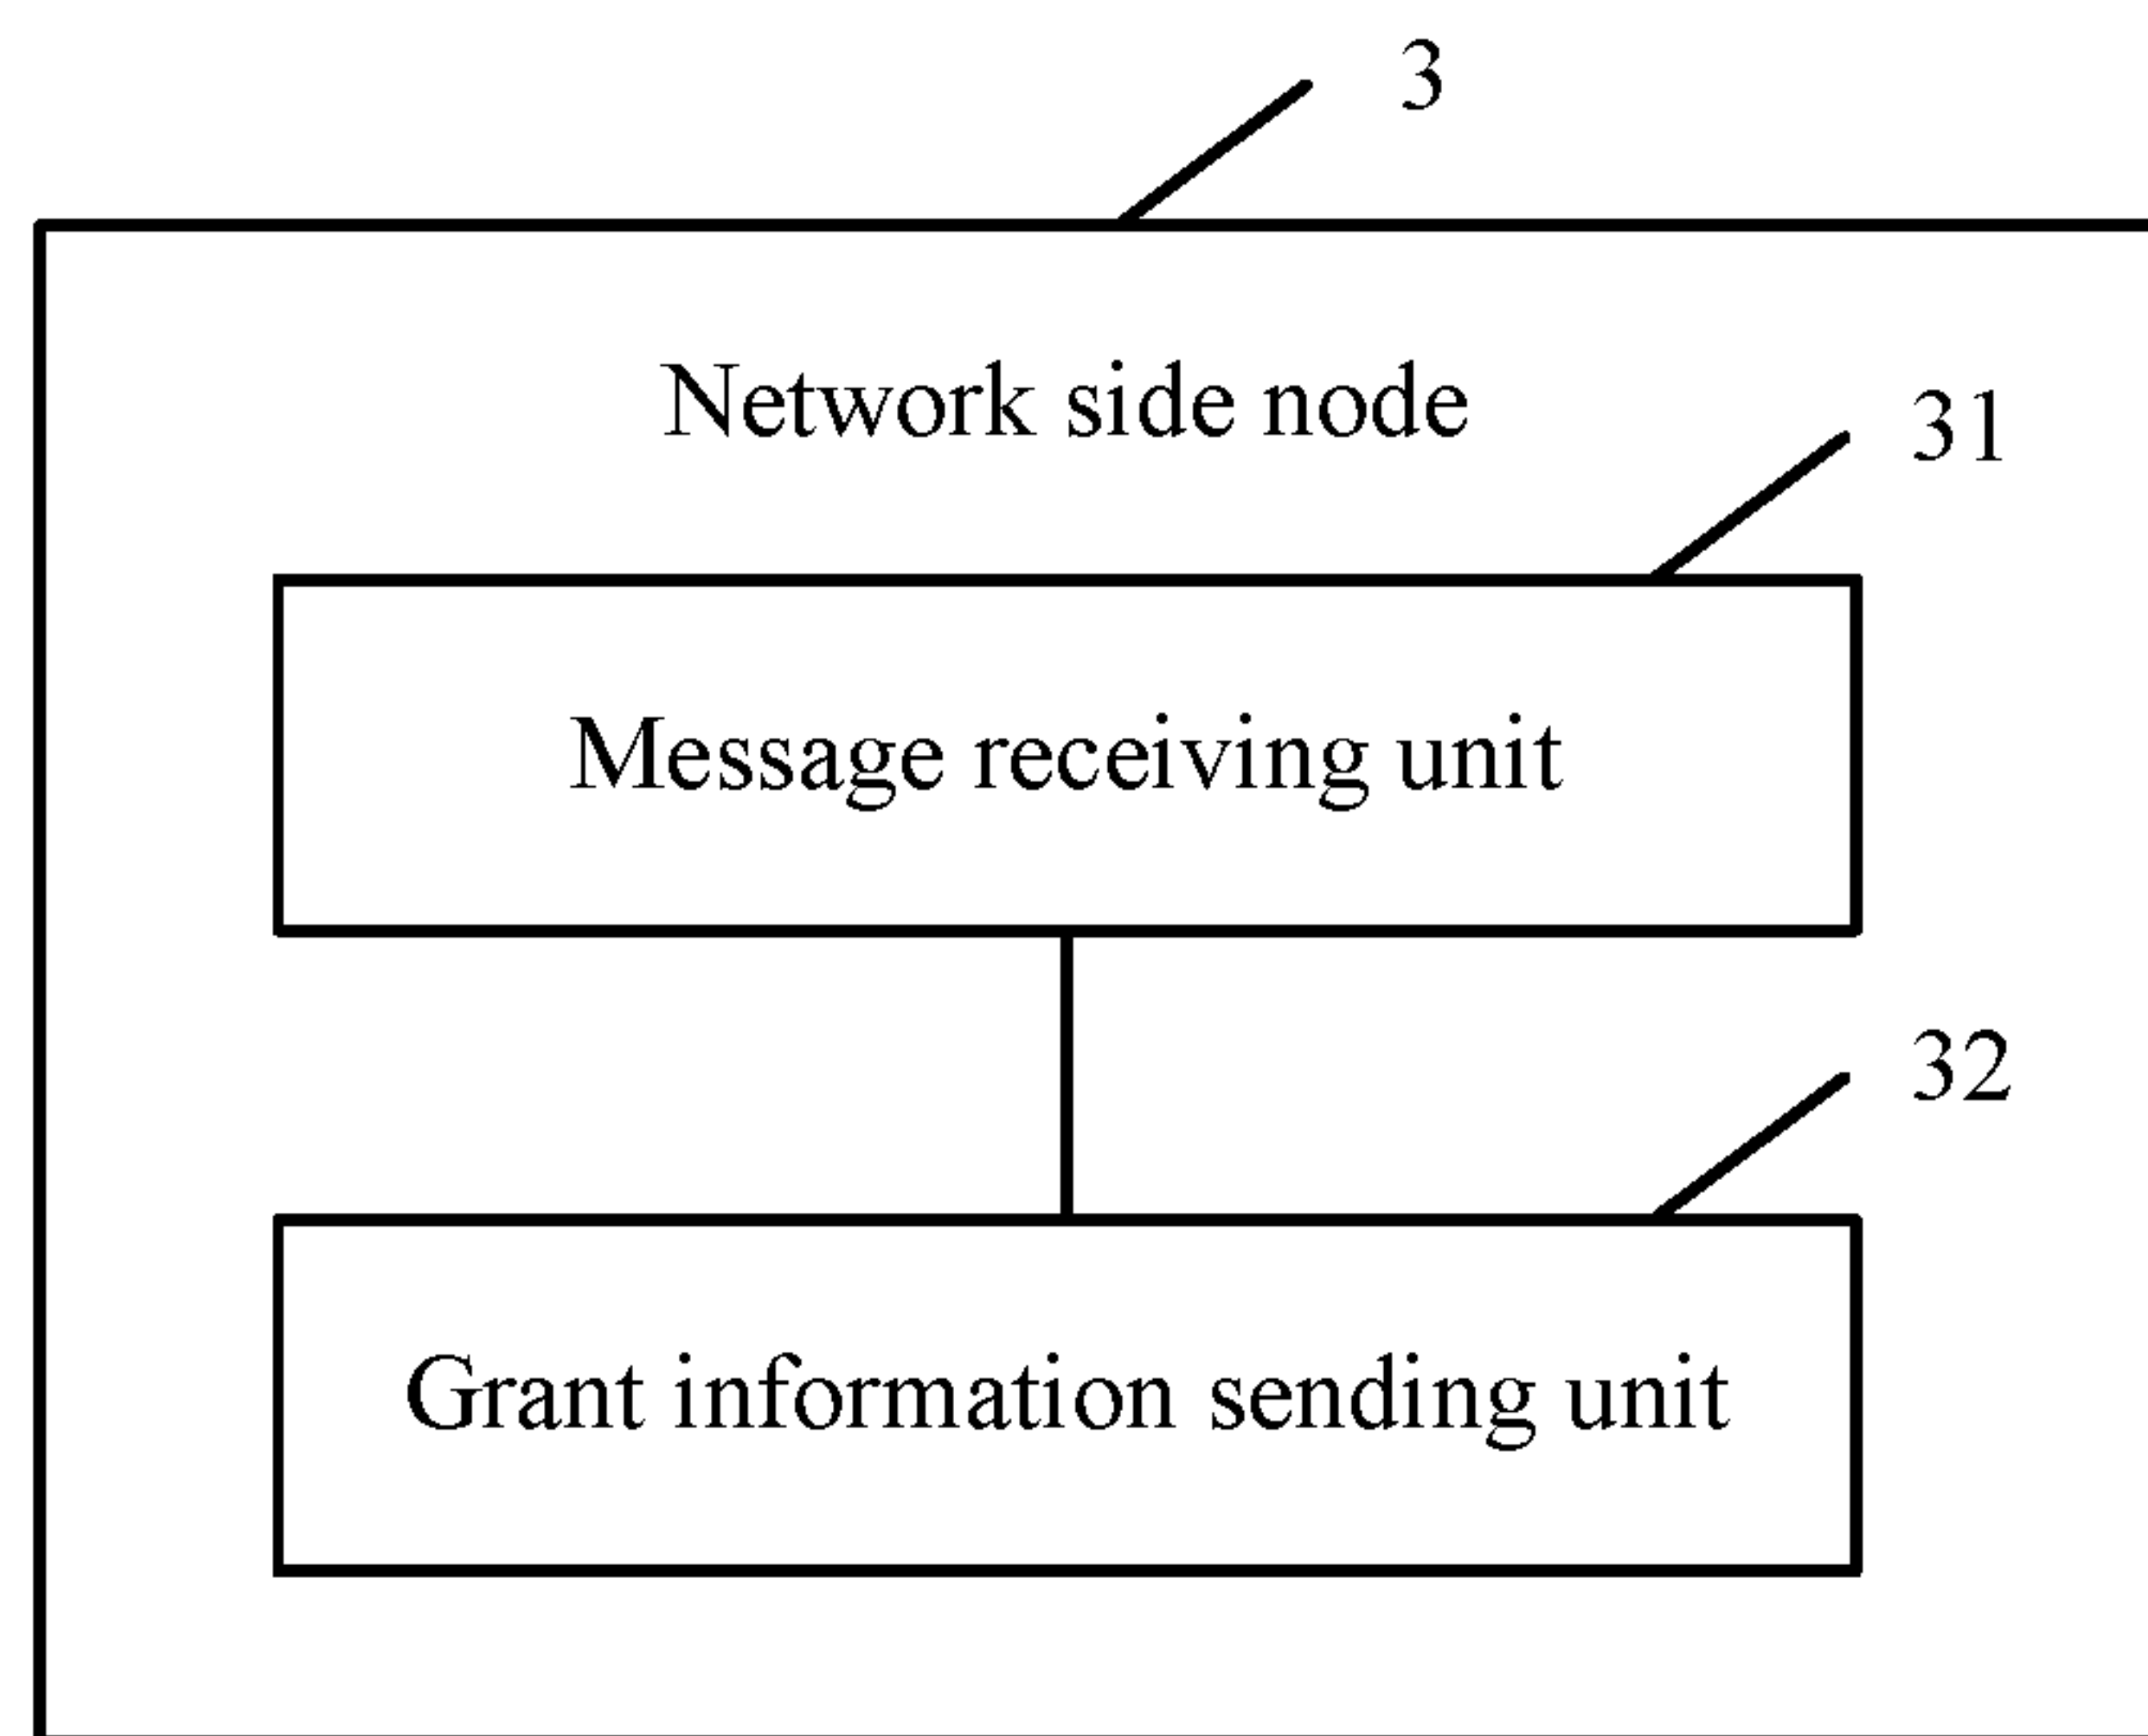 3
Network side node
31
Message receiving unit
32
Grant information sending unit